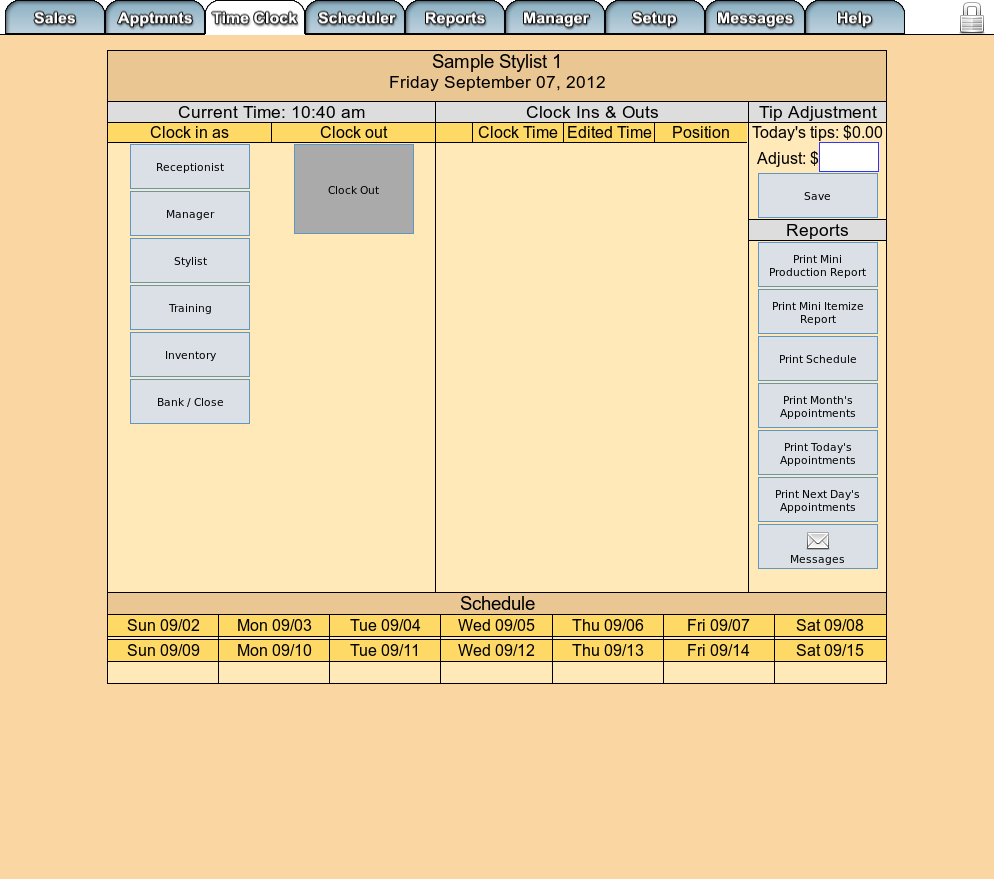 Sales Apptmnts Time Clock Scheduler Reports Manager Setup Messages Help
Sample Stylist 1
Friday September 07, 2012
Current Time: 10:40 am
Clock in as Clock out
Receptionist
Manager
Stylist
Training
Inventory
Bank / Close
Clock Out
Clock Ins & Outs
Clock Time Edited Time Position
Tip Adjustment
Today's tips: $0.00
Adjust: $
Save
Reports
Print Mini
Production Report
Print Mini Itemize
Report
Print Schedule
Print Month's
Appointments
Print Today's
Appointments
Print Next Day's
Appointments
Messages
Schedule
Sun 09/02 Mon 09/03 Tue 09/04 Wed 09/05 Thu 09/06 Fri 09/07 Sat 09/08
Sun 09/09 Mon 09/10 Tue 09/11 Wed 09/12 Thu 09/13 Fri 09/14 Sat 09/15